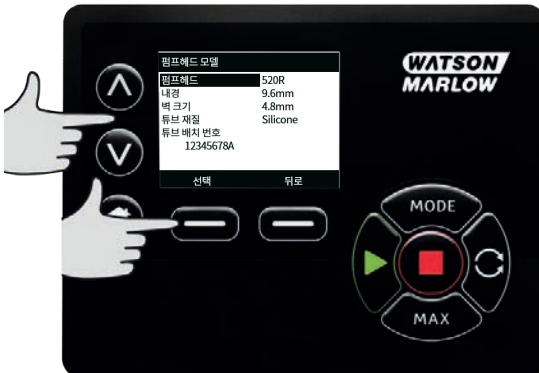 펌프헤드 모델
펌프헤드 520R
내경 9.6mm
벽 크기 4.8mm
튜브 재질 Silicone
튜브 배치 번호
12345678A
선택 뒤로
WATSON
MARLOW
MODE
MAX